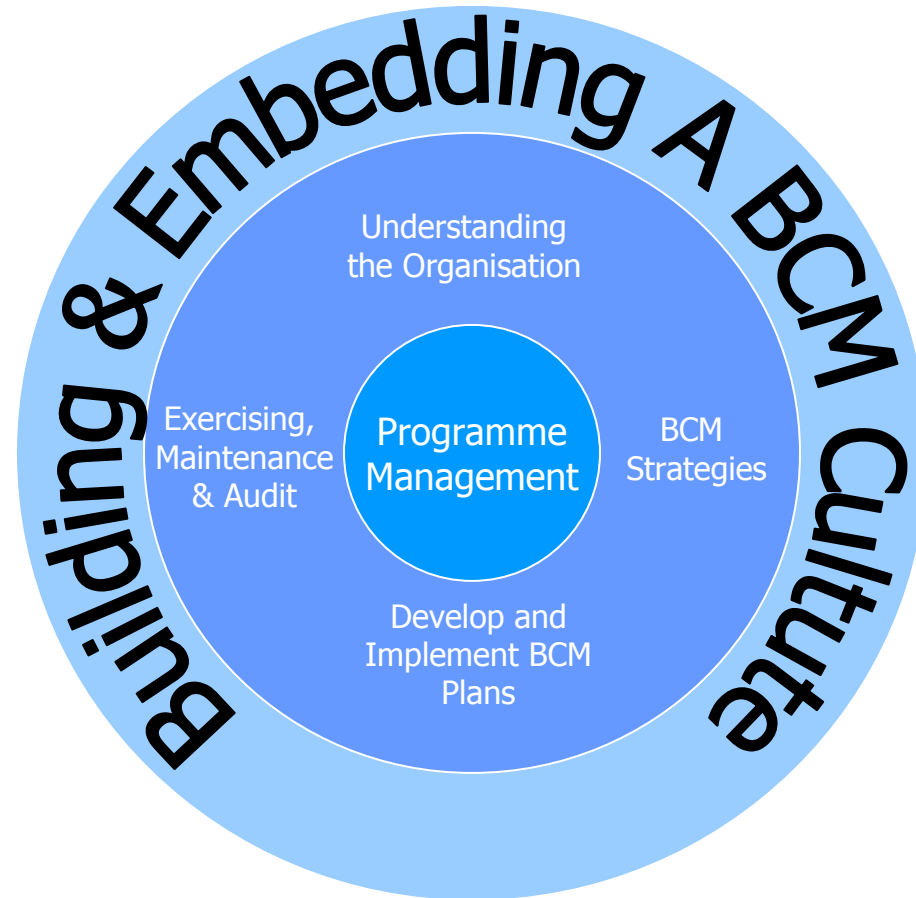 Building & Embedding A BCM Cultute
Understanding
the Organisation
Exercising,
Maintenance
& Audit
Programme
Management
BCM
Strategies
Develop and
Implement BCM
Plans